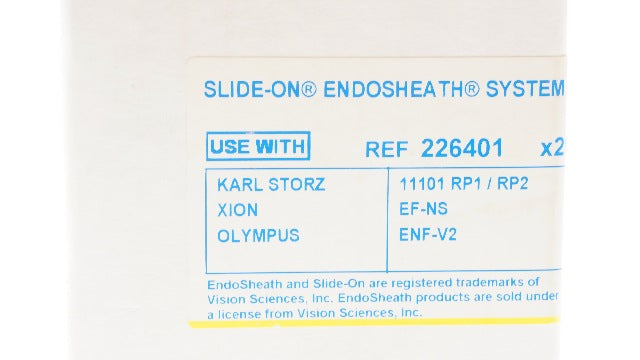 SLIDE-ON® ENDOSHEATH® SYSTEM
USE WITH REF 226401 x2
KARL STORZ 11101 RP1 / RP2
XION EF-NS
OLYMPUS ENF-V2
EndoSheath and Slide-On are registered trademarks of
Vision Sciences, Inc. EndoSheath products are sold under
a license from Vision Sciences, Inc.